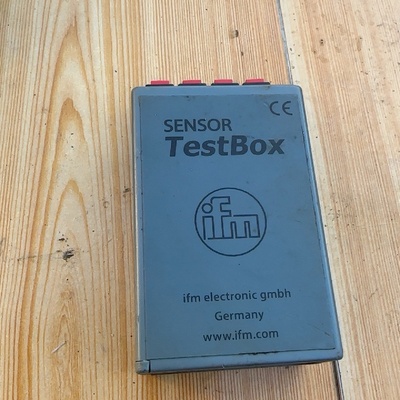 CE
SENSOR
TestBox
ifm
ifm electronic gmbh
Germany
www.ifm.com